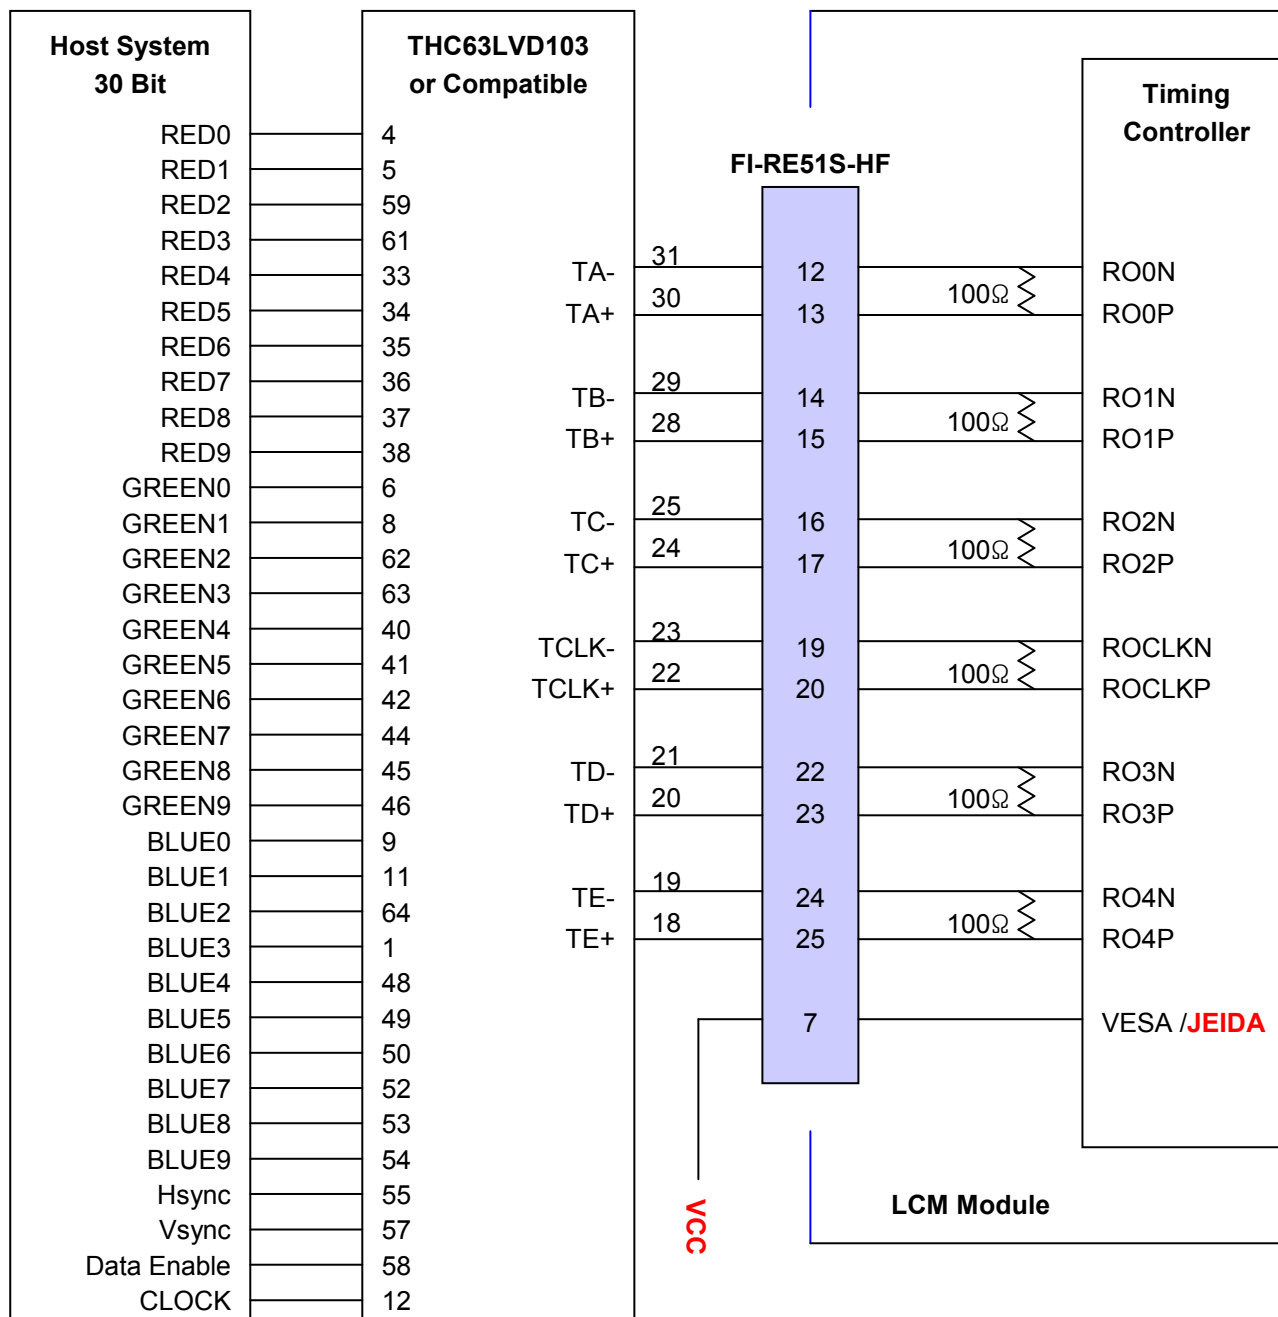 Host System
30 Bit
RED0
RED1
RED2
RED3
RED4
RED5
RED6
RED7
RED8
RED9
GREEN0
GREEN1
GREEN2
GREEN3
GREEN4
GREEN5
GREEN6
GREEN7
GREEN8
GREEN9
BLUE0
BLUE1
BLUE2
BLUE3
BLUE4
BLUE5
BLUE6
BLUE7
BLUE8
BLUE9
Hsync
Vsync
Data Enable
CLOCK
THC63LVD103
or Compatible
4
5
59
61
33
34
35
36
37
38
6
8
62
63
40
41
42
44
45
46
9
11
64
1
48
49
50
52
53
54
55
57
58
12
TA-
TA+
TB-
TB+
TC-
TC+
TCLK-
TCLK+
TD-
TD+
TE-
TE+
31
30
29
28
25
24
23
22
21
20
19
18
VCC
FI-RE51S-HF
12
13
14
15
16
17
19
20
22
23
24
25
7
100Ω
100Ω
100Ω
100Ω
100Ω
100Ω
Timing
Controller
RO0N
RO0P
RO1N
RO1P
RO2N
RO2P
ROCLKN
ROCLKP
RO3N
RO3P
RO4N
RO4P
VESA /JEIDA
LCM Module